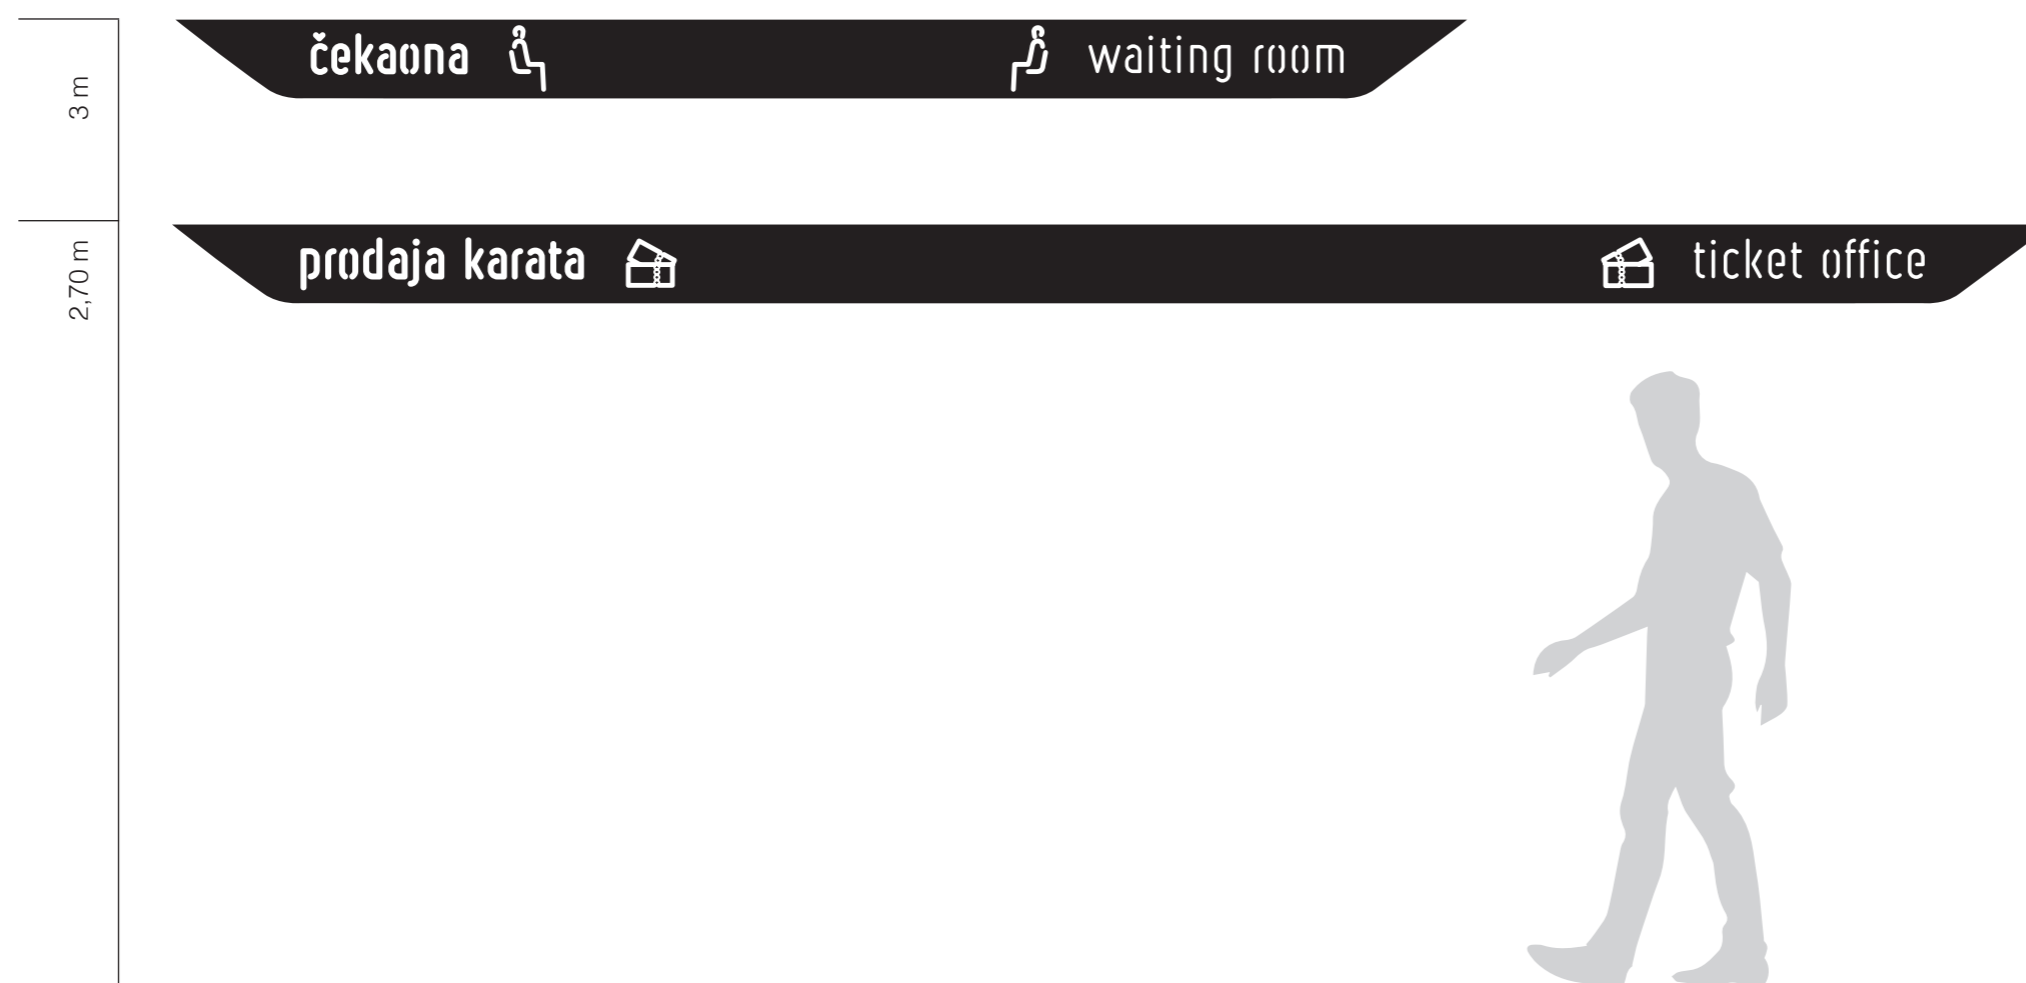 3 m
čekaona waiting room
2,70 m
prodaja karata ticket office